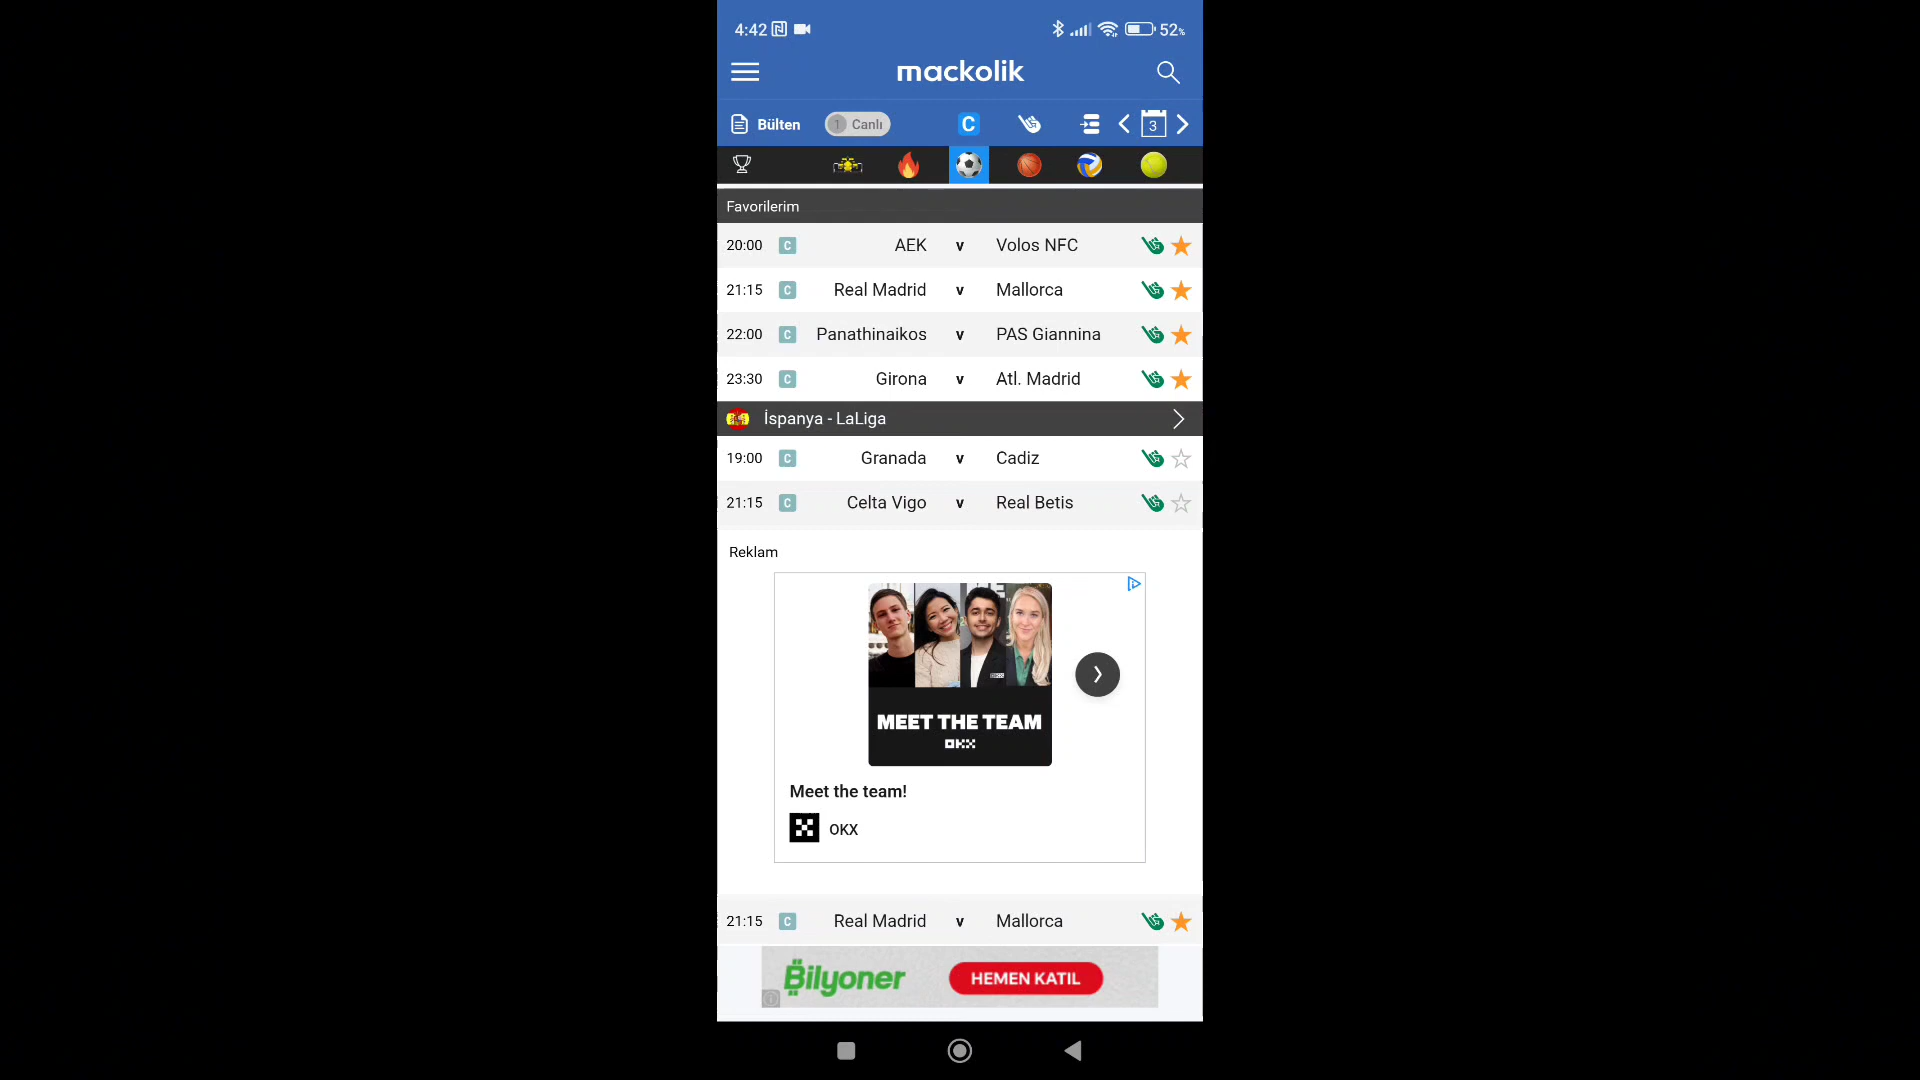 4:42 52%
mackolik
Bülten 1 Canlı C 3
Favorilerim
20:00 C AEK v Volos NFC
21:15 C Real Madrid v Mallorca
22:00 C Panathinaikos v PAS Giannina
23:30 C Girona v Atl. Madrid
İspanya - LaLiga
19:00 C Granada v Cadiz
21:15 C Celta Vigo v Real Betis
Reklam
MEET THE TEAM
OKX
Meet the team!
OKX
21:15 C Real Madrid v Mallorca
Bilyoner HEMEN KATIL